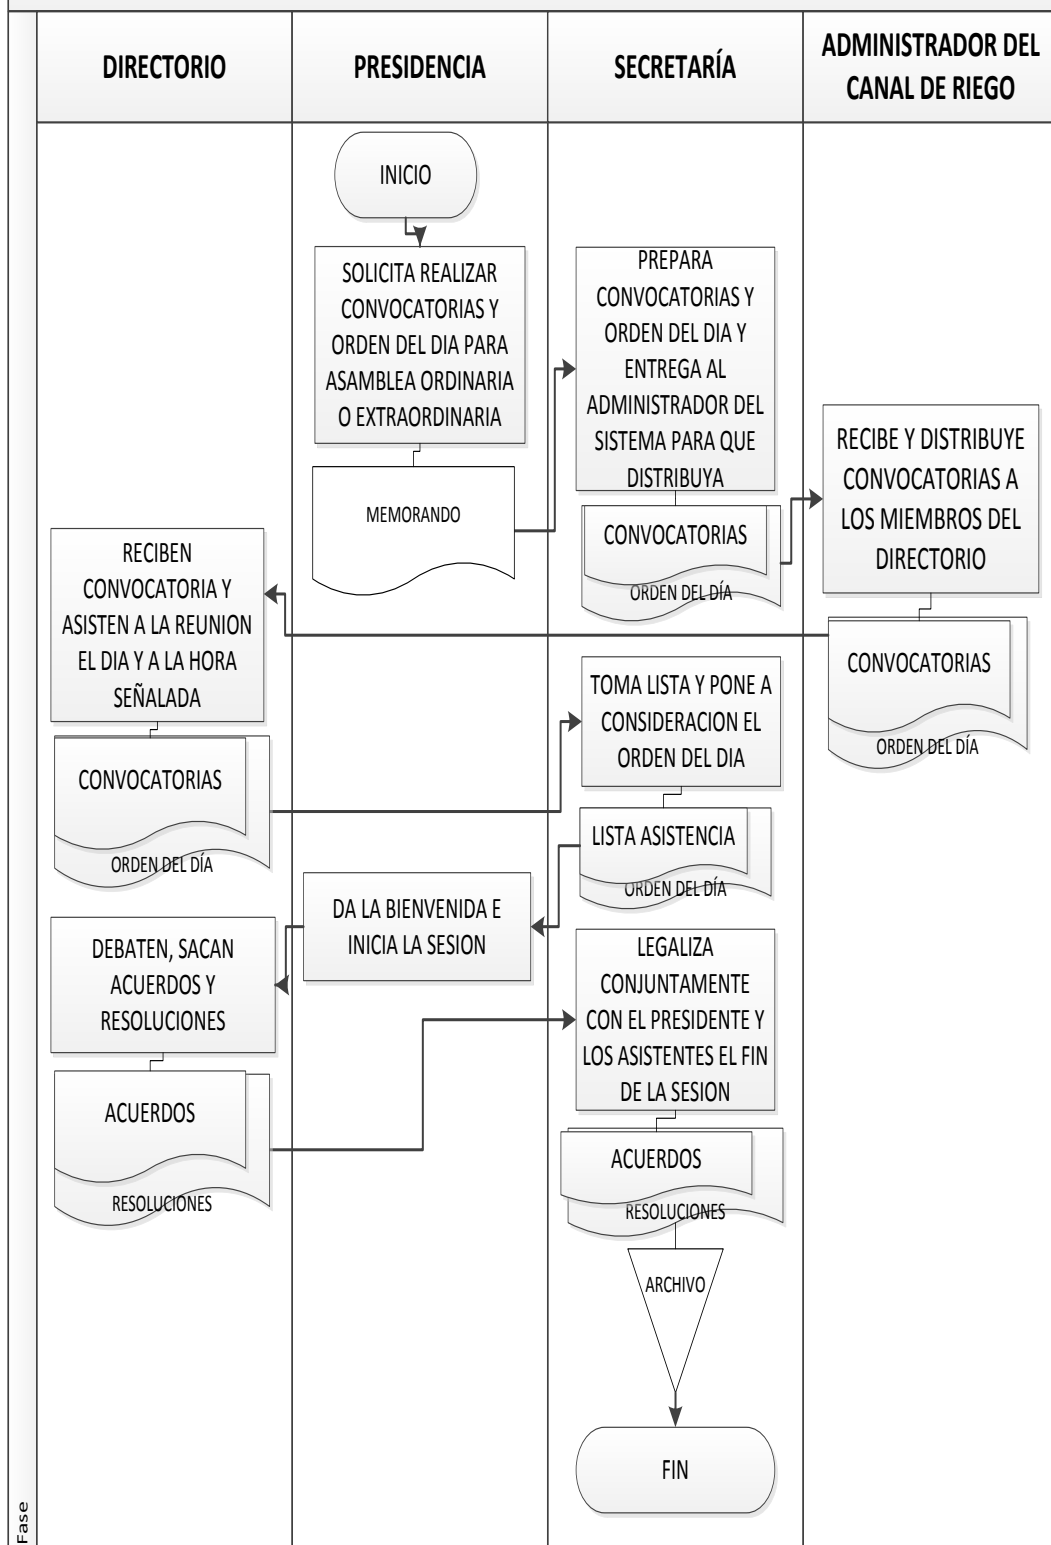 DIRECTORIO
PRESIDENCIA
SECRETARÍA
ADMINISTRADOR DEL
CANAL DE RIEGO
INICIO
SOLICITA REALIZAR
CONVOCATORIAS Y
ORDEN DEL DIA PARA
ASAMBLEA ORDINARIA
O EXTRAORDINARIA
MEMORANDO
PREPARA
CONVOCATORIAS Y
ORDEN DEL DIA Y
ENTREGA AL
ADMINISTRADOR DEL
SISTEMA PARA QUE
DISTRIBUYA
CONVOCATORIAS
ORDEN DEL DÍA
RECIBE Y DISTRIBUYE
CONVOCATORIAS A
LOS MIEMBROS DEL
DIRECTORIO
CONVOCATORIAS
ORDEN DEL DÍA
RECIBEN
CONVOCATORIA Y
ASISTEN A LA REUNION
EL DIA Y A LA HORA
SEÑALADA
CONVOCATORIAS
ORDEN DEL DÍA
TOMA LISTA Y PONE A
CONSIDERACION EL
ORDEN DEL DIA
LISTA ASISTENCIA
ORDEN DEL DÍA
DA LA BIENVENIDA E
INICIA LA SESION
DEBATEN, SACAN
ACUERDOS Y
RESOLUCIONES
ACUERDOS
RESOLUCIONES
LEGALIZA
CONJUNTAMENTE
CON EL PRESIDENTE Y
LOS ASISTENTES EL FIN
DE LA SESION
ACUERDOS
RESOLUCIONES
ARCHIVO
FIN
Fase